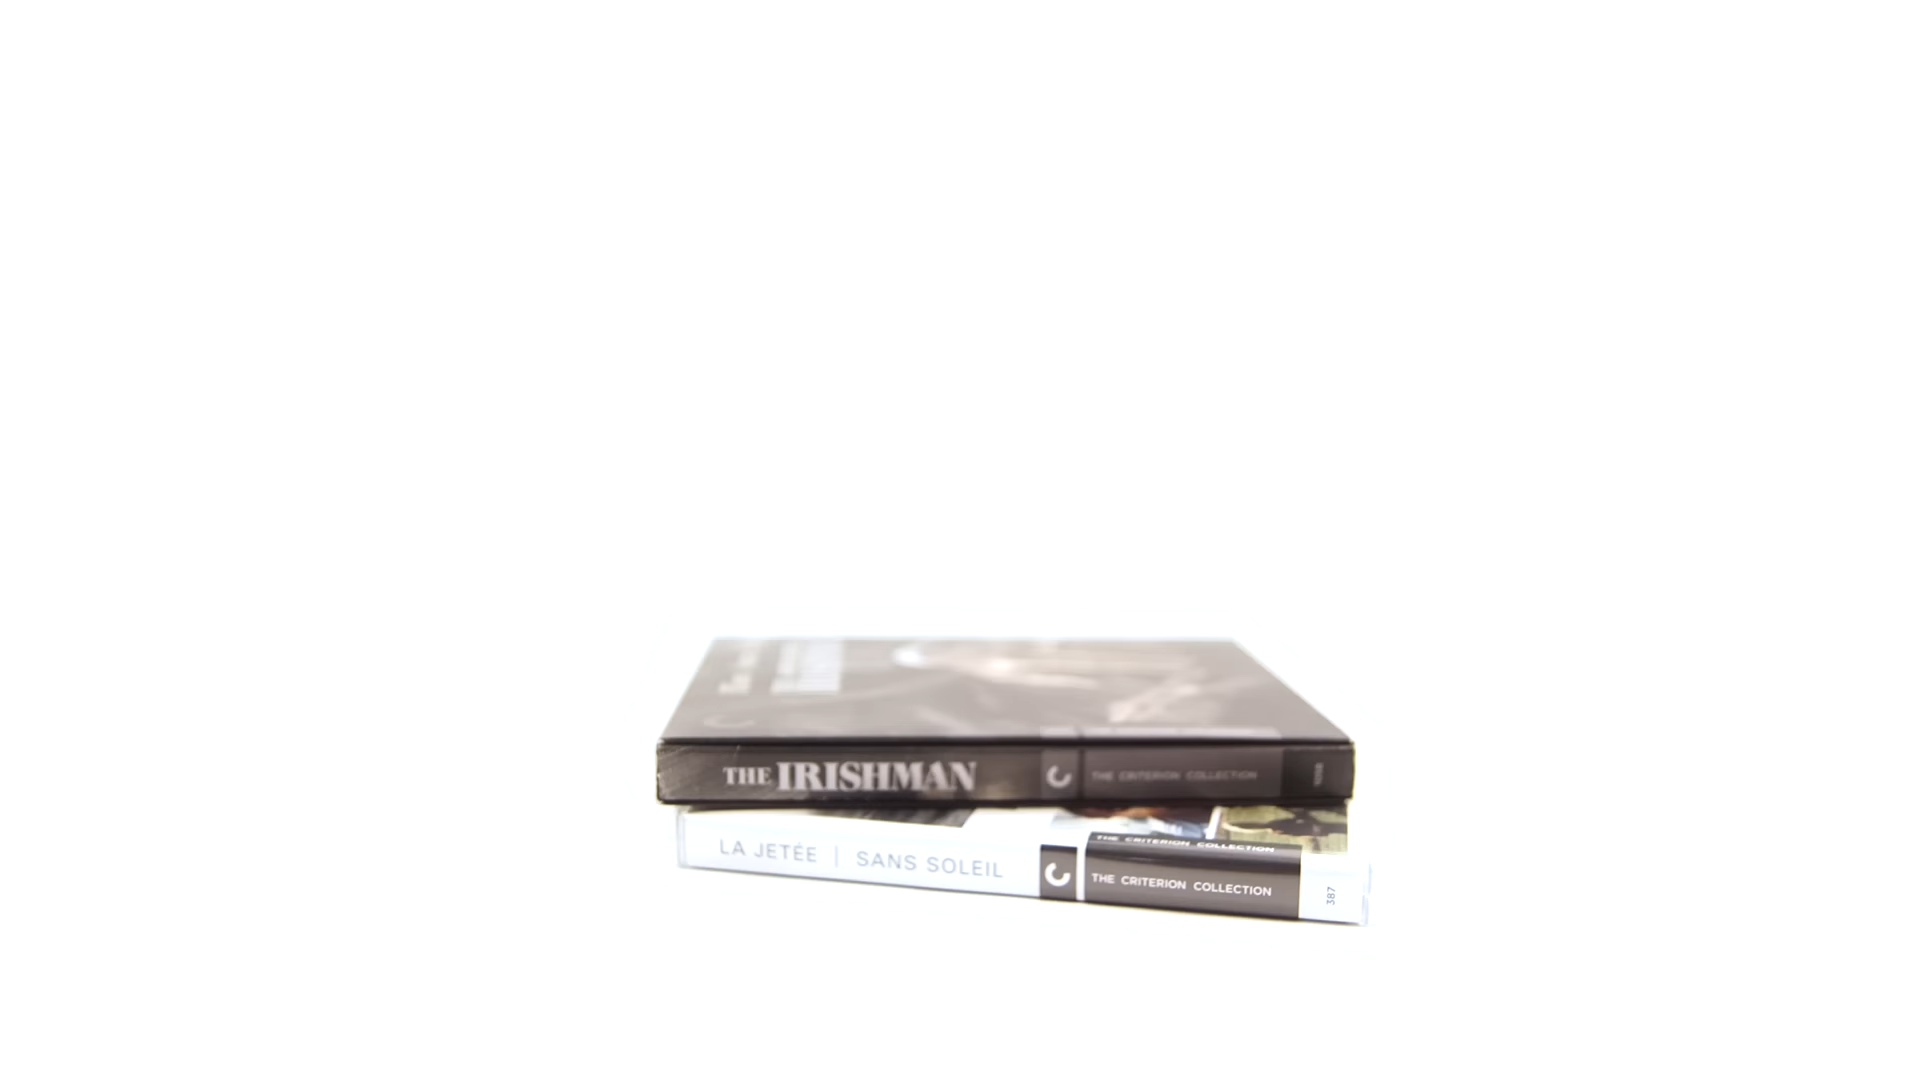 THE IRISHMAN
THE CRITERION COLLECTION
LA JETÉE | SANS SOLEIL
THE CRITERION COLLECTION
THE CRITERION COLLECTION
387